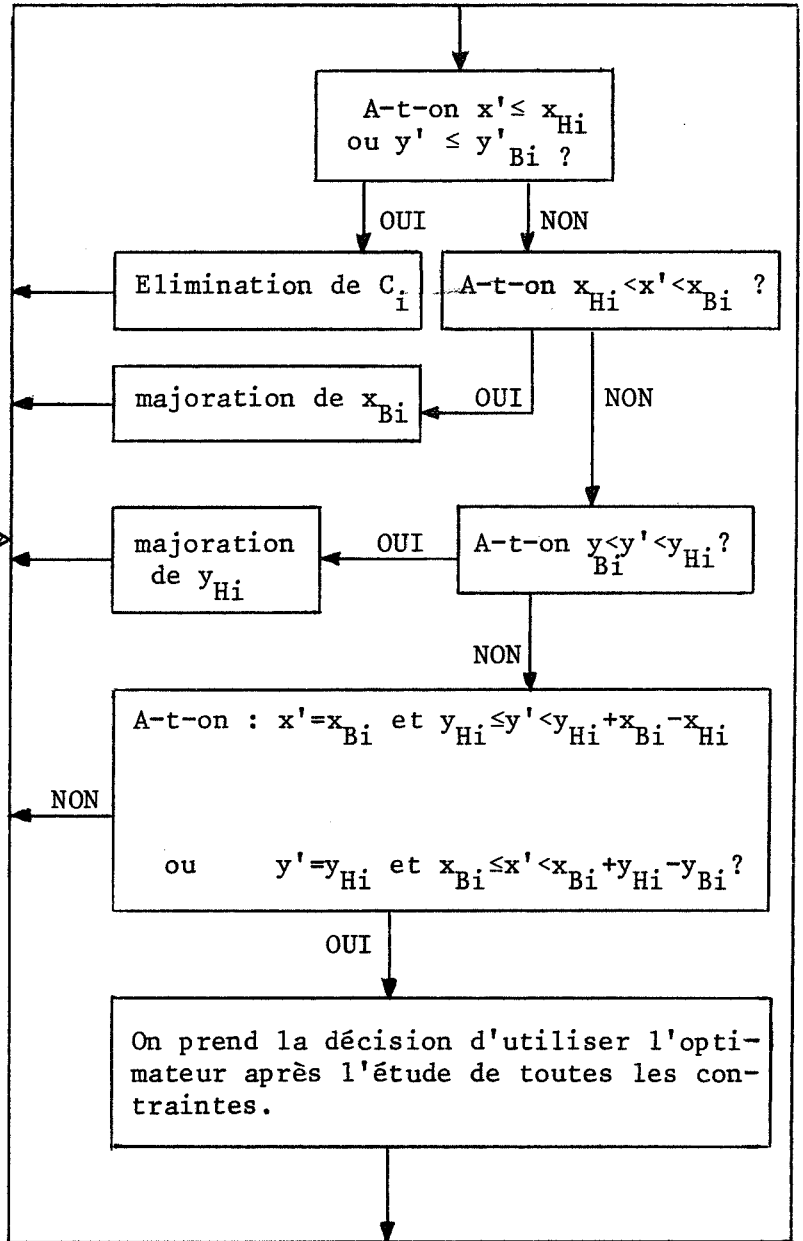 A-t-on x'≤ x_Hi
ou y' ≤ y'_Bi ?
OUI
NON
Elimination de C_i
A-t-on x_Hi<x'<x_Bi ?
majoration de x_Bi
OUI
NON
majoration
de y_Hi
OUI
A-t-on y_Bi<y'<y_Hi?
NON
A-t-on : x'=x_Bi et y_Hi≤y'<y_Hi+x_Bi-x_Hi
NON
ou y'=y_Hi et x_Bi≤x'<x_Bi+y_Hi-y_Bi?
OUI
On prend la décision d'utiliser l'opti-
mateur après l'étude de toutes les con-
traintes.